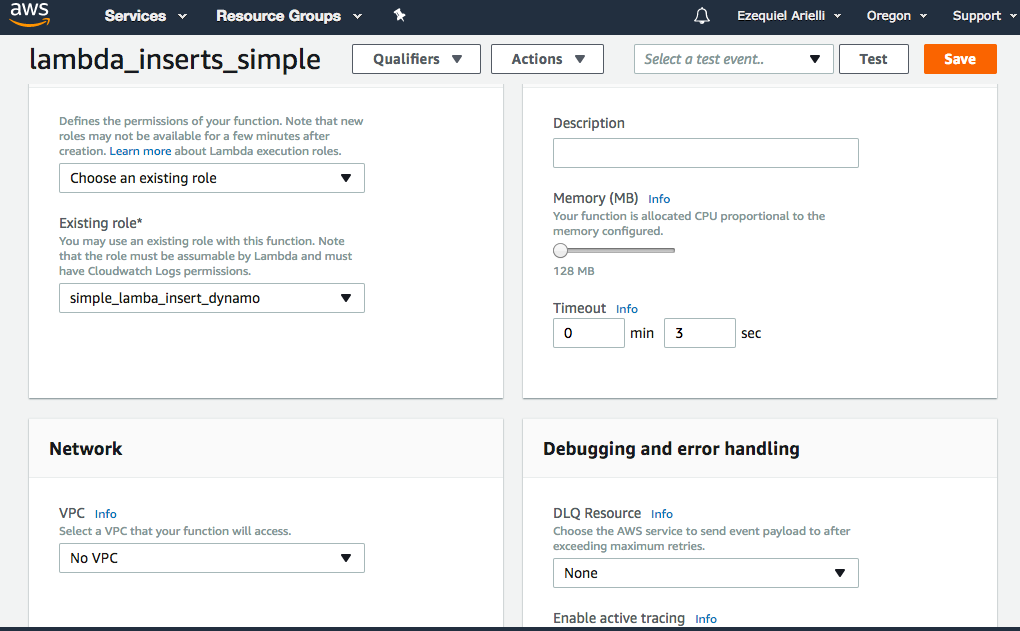 aws
Services
Resource Groups
Ezequiel Arielli
Oregon
Support
lambda_inserts_simple
Qualifiers
Actions
Select a test event..
Test
Save
Defines the permissions of your function. Note that new
roles may not be available for a few minutes after
creation. Learn more about Lambda execution roles.
Choose an existing role
Existing role*
You may use an existing role with this function. Note
that the role must be assumable by Lambda and must
have Cloudwatch Logs permissions.
simple_lamba_insert_dynamo
Description
Memory (MB) Info
Your function is allocated CPU proportional to the
memory configured.
128 MB
Timeout Info
0 min 3 sec
Network
VPC Info
Select a VPC that your function will access.
No VPC
Debugging and error handling
DLQ Resource Info
Choose the AWS service to send event payload to after
exceeding maximum retries.
None
Enable active tracing Info